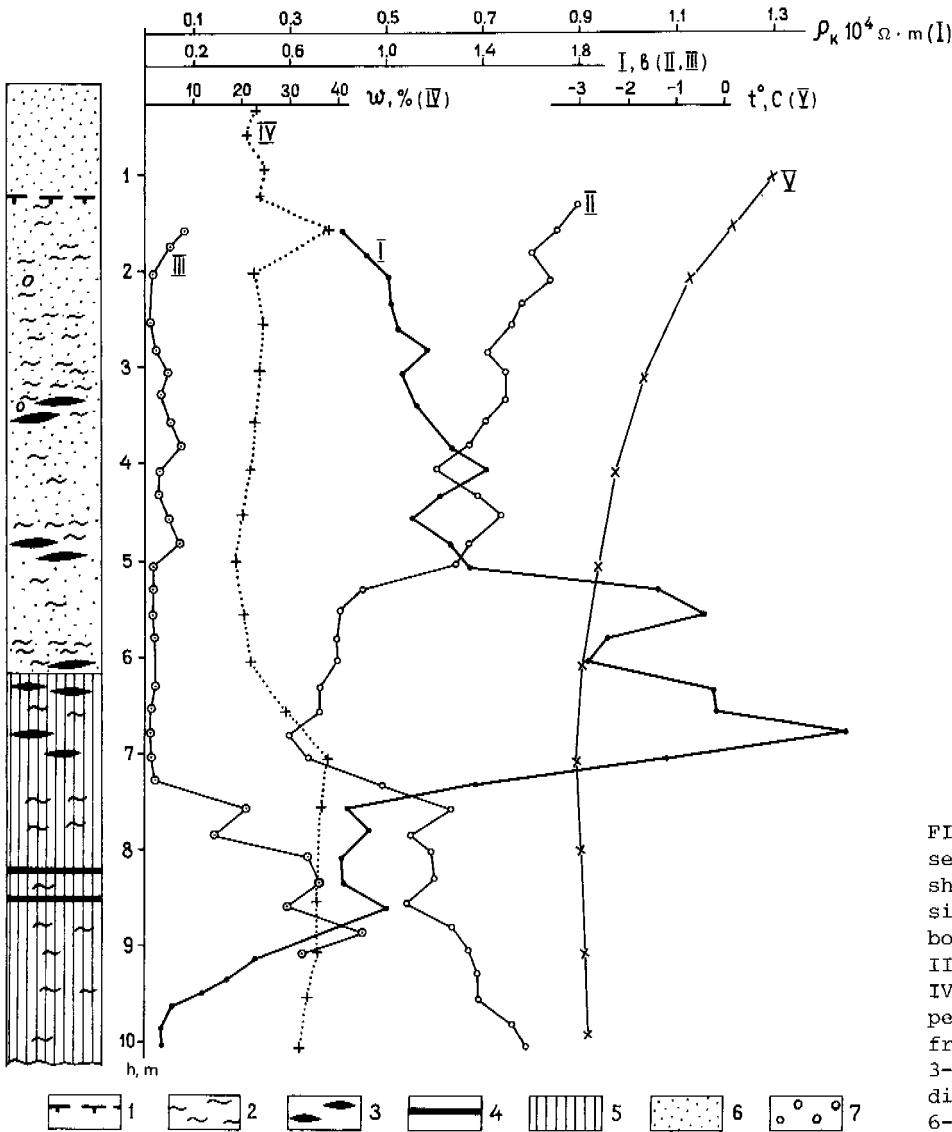 0.1 0.3 0.5 0.7 0.9 1.1 1.3 ρк 10⁴ Ω·m (I)
0.2 0.6 1.0 1.4 1.8 I, в (II, III)
10 20 30 40 w, % (IV)
-3 -2 -1 0 t°, C (V)
IV
V
II
I
III
1
2
3
4
5
6
7
8
9
10
h, m
1 2 3 4 5 6 7
FI
se
sh
si
bo
II
IV
pe
fr
3-
di
6-